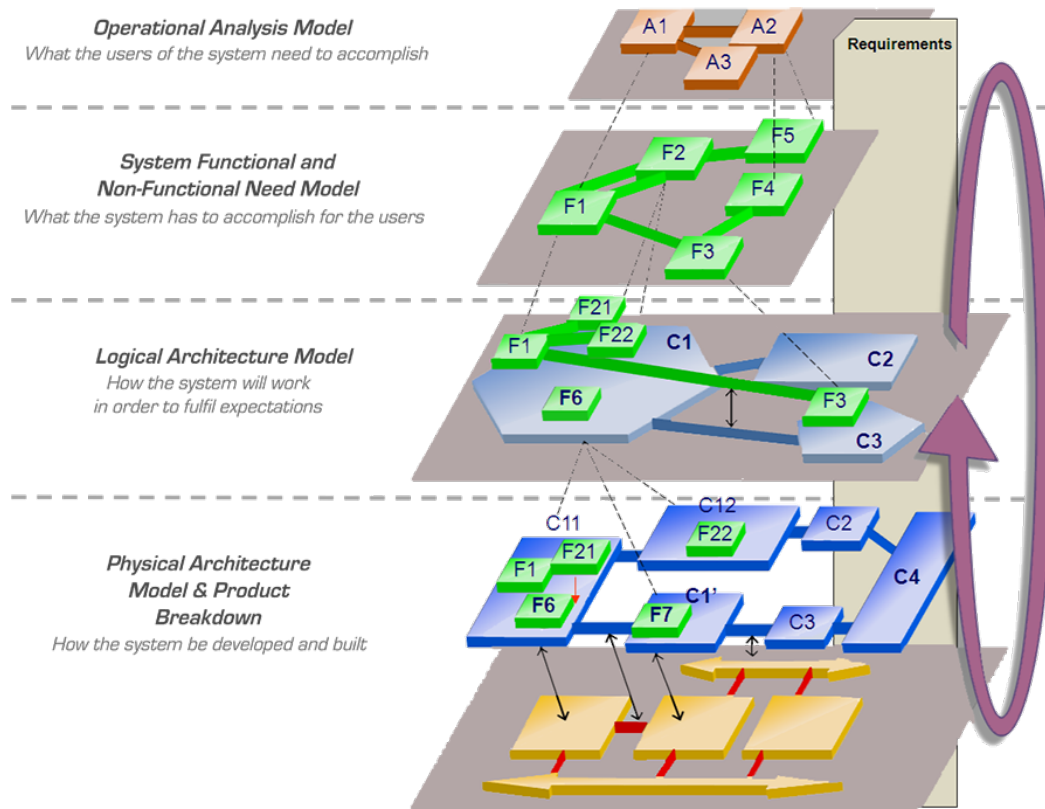 Operational Analysis Model
What the users of the system need to accomplish
A1
A2
A3
Requirements
System Functional and
Non-Functional Need Model
What the system has to accomplish for the users
F5
F2
F4
F1
F3
Logical Architecture Model
How the system will work
in order to fulfil expectations
F21
F22
F1
C1
C2
F6
F3
C3
Physical Architecture
Model & Product
Breakdown
How the system be developed and built
C11
C12
C2
F22
F21
F1
C4
F6
F7
C1’
C3